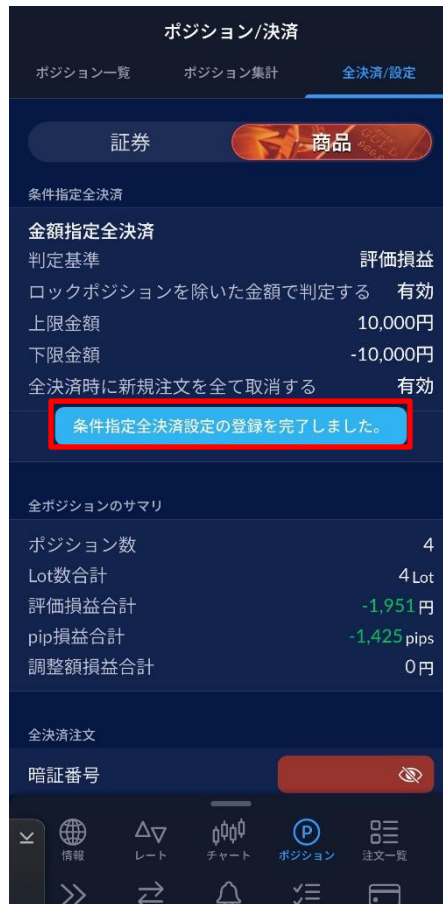 ポジション/決済
ポジション一覧 ポジション集計 全決済/設定
証券 商品
条件指定全決済
金額指定全決済
判定基準 評価損益
ロックポジションを除いた金額で判定する 有効
上限金額 10,000円
下限金額 -10,000円
全決済時に新規注文を全て取消する 有効
条件指定全決済設定の登録を完了しました。
全ポジションのサマリ
ポジション数 4
Lot数合計 4 Lot
評価損益合計 -1,951 円
pip損益合計 -1,425 pips
調整額損益合計 0 円
全決済注文
暗証番号
情報 レート チャート ポジション 注文一覧